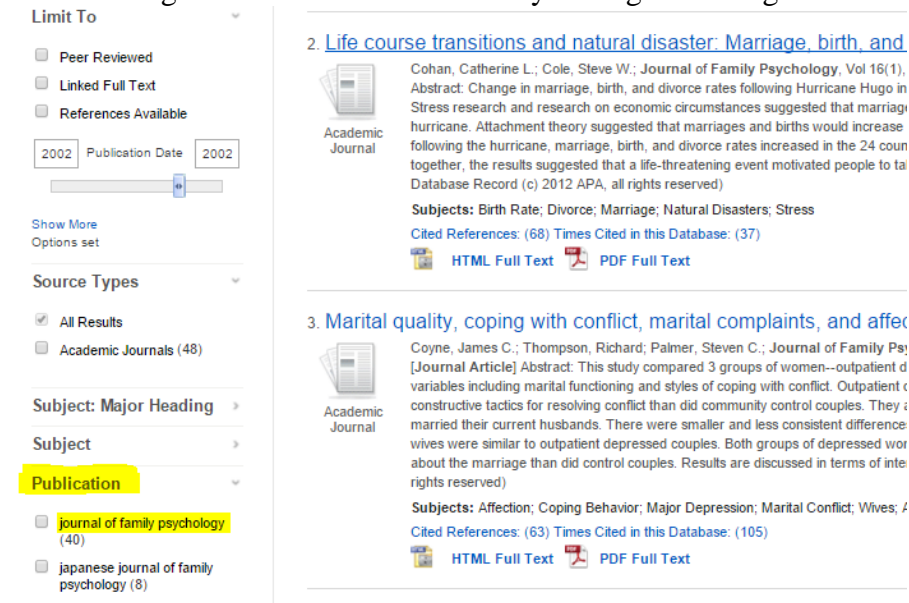 Limit To
Peer Reviewed
Linked Full Text
References Available
2002 Publication Date 2002
Show More
Options set
Source Types
All Results
Academic Journals (48)
Subject: Major Heading
Subject
Publication
journal of family psychology
(40)
japanese journal of family
psychology (8)
2. Life course transitions and natural disaster: Marriage, birth, and
Academic
Journal
Cohan, Catherine L.; Cole, Steve W.; Journal of Family Psychology, Vol 16(1),
Abstract: Change in marriage, birth, and divorce rates following Hurricane Hugo in
Stress research and research on economic circumstances suggested that marriag
hurricane. Attachment theory suggested that marriages and births would increase
following the hurricane, marriage, birth, and divorce rates increased in the 24 coun
together, the results suggested that a life-threatening event motivated people to ta
Database Record (c) 2012 APA, all rights reserved)
Subjects: Birth Rate; Divorce; Marriage; Natural Disasters; Stress
Cited References: (68) Times Cited in this Database: (37)
HTML Full Text PDF Full Text
3. Marital quality, coping with conflict, marital complaints, and affec
Academic
Journal
Coyne, James C.; Thompson, Richard; Palmer, Steven C.; Journal of Family Psy
[Journal Article] Abstract: This study compared 3 groups of women--outpatient d
variables including marital functioning and styles of coping with conflict. Outpatient c
constructive tactics for resolving conflict than did community control couples. They a
married their current husbands. There were smaller and less consistent difference
wives were similar to outpatient depressed couples. Both groups of depressed wor
about the marriage than did control couples. Results are discussed in terms of inte
rights reserved)
Subjects: Affection; Coping Behavior; Major Depression; Marital Conflict; Wives; A
Cited References: (63) Times Cited in this Database: (105)
HTML Full Text PDF Full Text